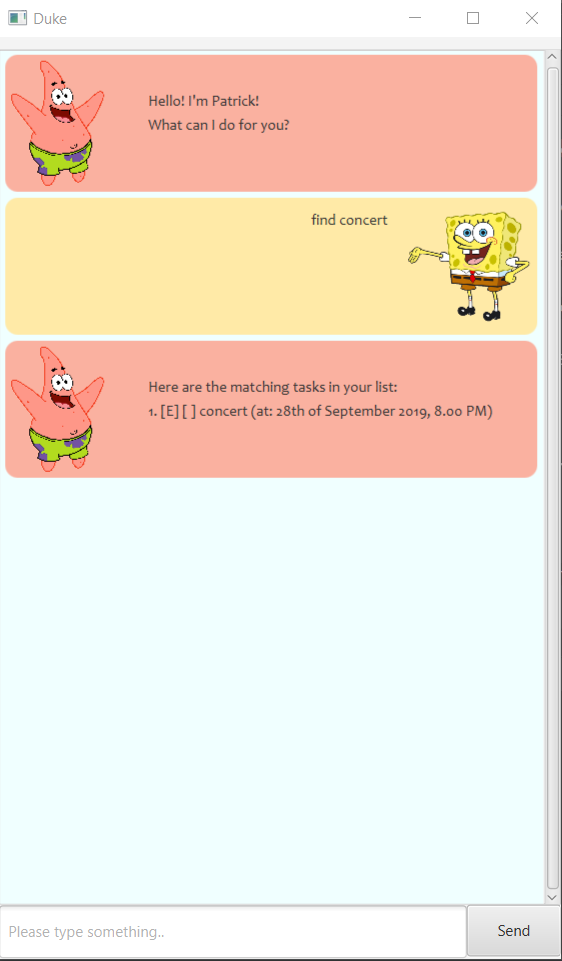 Duke
Hello! I'm Patrick!
What can I do for you?
find concert
Here are the matching tasks in your list:
1. [E] [ ] concert (at: 28th of September 2019, 8.00 PM)
Please type something..
Send